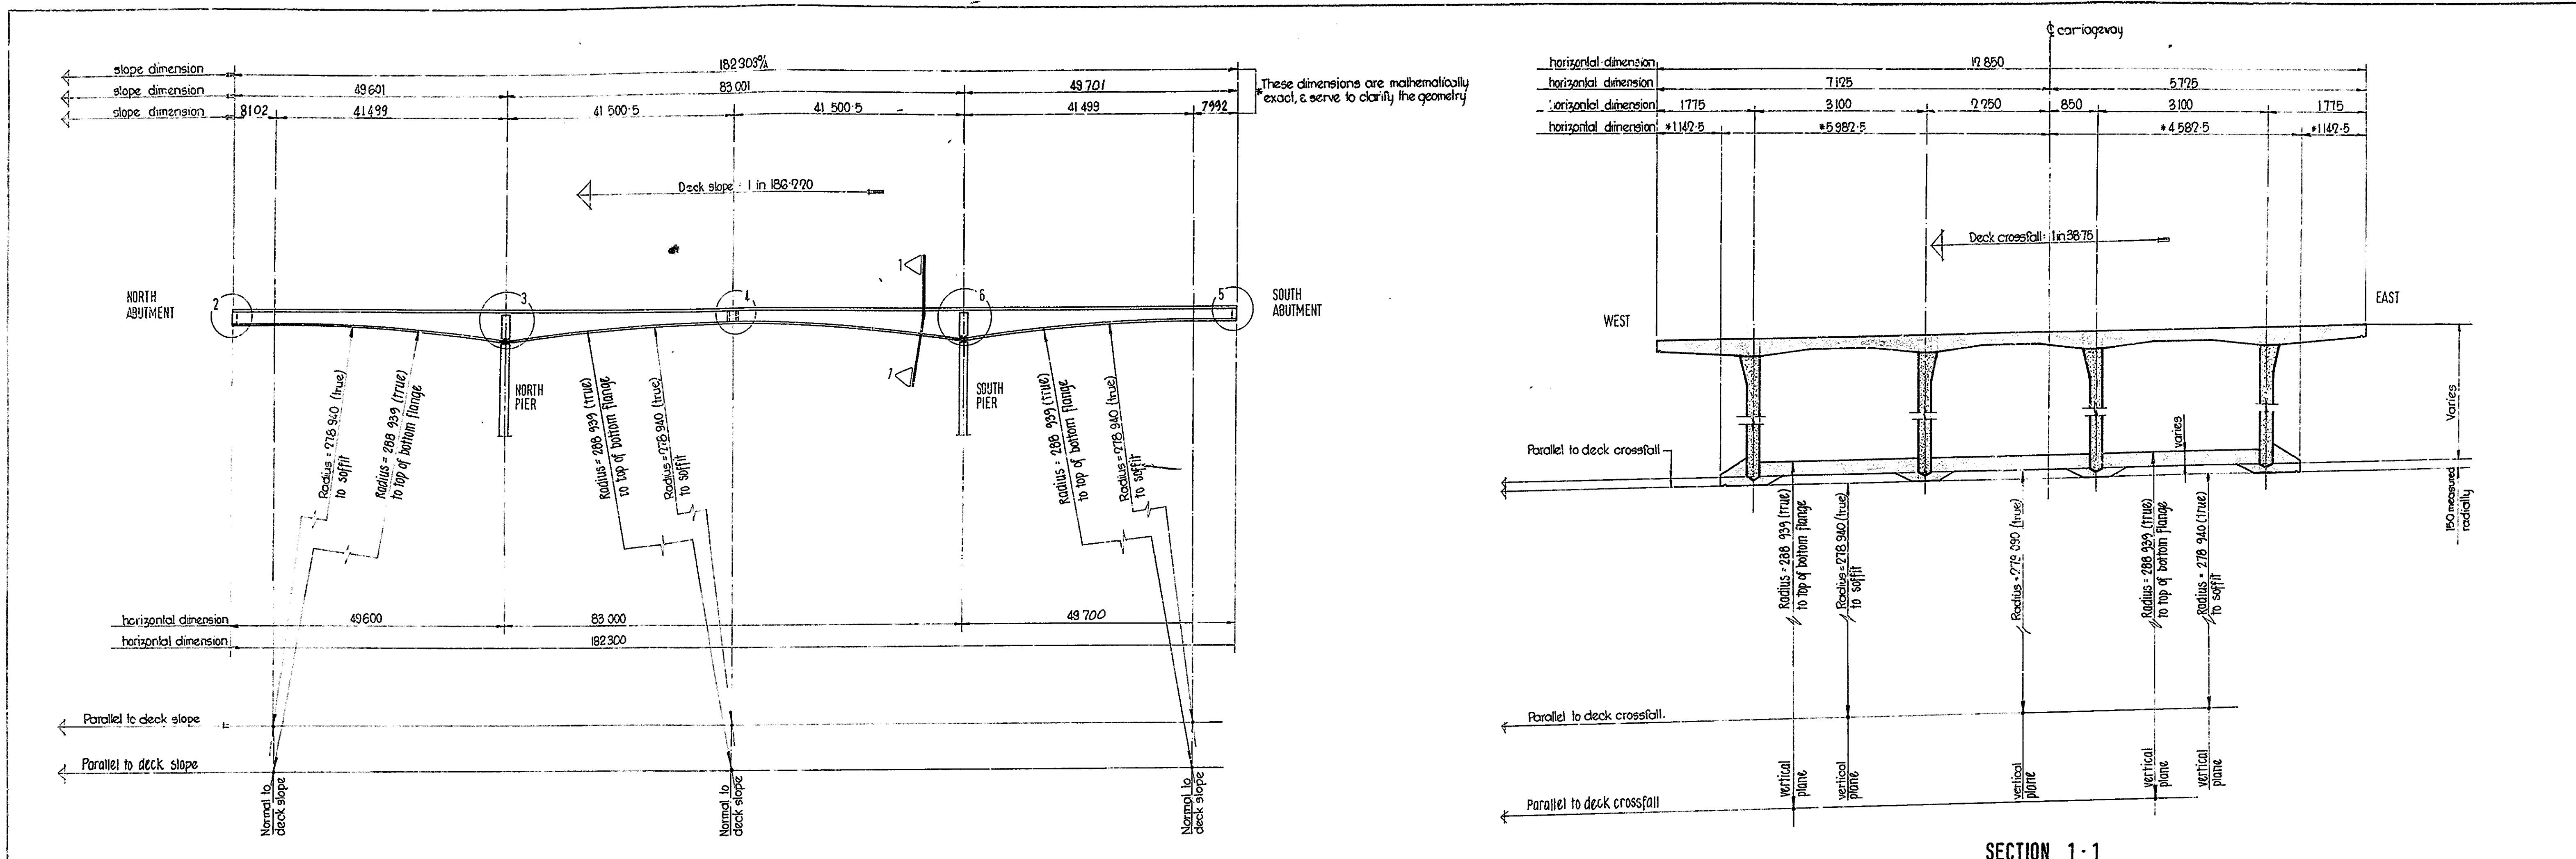 slope dimension
182 303 O/A
slope dimension
49 601
83 001
49 701
slope dimension
8102
41 499
41 500·5
41 500·5
41 499
7992
* These dimensions are mathematically
exact, & serve to clarify the geometry
Deck slope : 1 in 186·220
NORTH
ABUTMENT
2
3
4
1
6
5
SOUTH
ABUTMENT
1
NORTH
PIER
SOUTH
PIER
Radius = 278 940 (true)
to soffit
Radius = 288 939 (true)
to top of bottom flange
Radius = 288 939 (true)
to top of bottom flange
Radius = 278 940 (true)
to soffit
Radius = 288 939 (true)
to top of bottom flange
Radius = 278 940 (true)
to soffit
horizontal dimension
49600
83 000
49 700
horizontal dimension
182300
Parallel to deck slope
Parallel to deck slope
Normal to
deck slope
Normal to
deck slope
Normal to
deck slope
℄ carriageway
horizontal dimension
12 850
horizontal dimension
7125
5725
horizontal dimension
1775
3100
2250
850
3100
1775
horizontal dimension
*1142·5
*5982·5
*4582·5
*1142·5
Deck crossfall: 1 in 38·75
WEST
EAST
Varies
varies
Parallel to deck crossfall
150 measured
radially
Radius = 288 939 (true)
to top of bottom flange
Radius = 278 940 (true)
to soffit
Radius = 279 090 (true)
Radius = 288 939 (true)
to top of bottom flange
Radius = 278 940 (true)
to soffit
Parallel to deck crossfall.
vertical
plane
vertical
plane
vertical
plane
vertical
plane
vertical
plane
Parallel to deck crossfall
SECTION 1 - 1